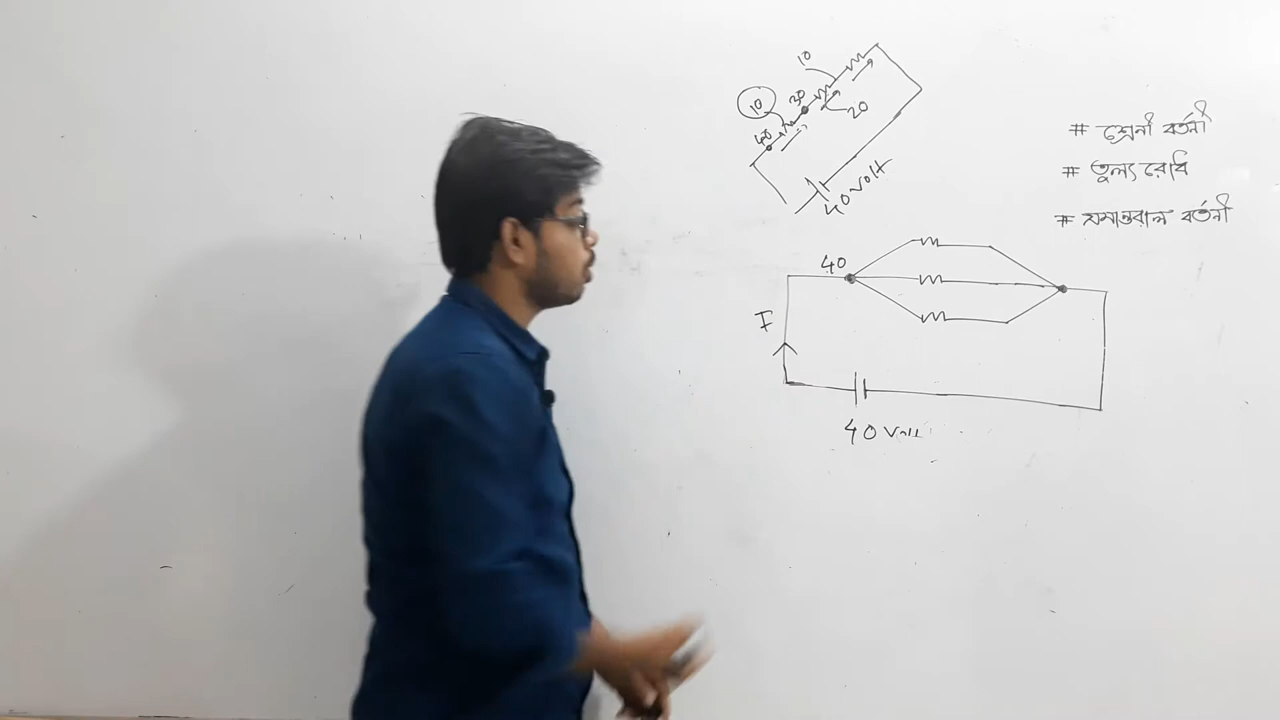 10
10
30
20
40
40 volt
# শ্রেনী বর্তনী
# তুল্য রোধ
# সমান্তরাল বর্তনী
40
I
40 Volt